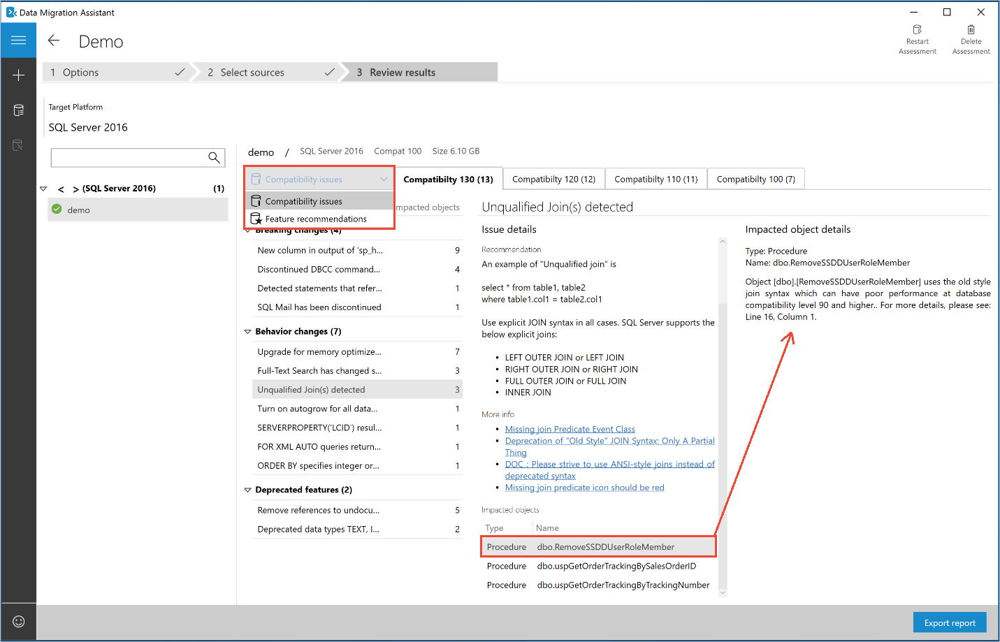 Data Migration Assistant
Demo
Restart
Assessment
Delete
Assessment
1 Options
2 Select sources
3 Review results
Target Platform
SQL Server 2016
demo / SQL Server 2016 Compat 100 Size 6.10 GB
< > (SQL Server 2016) (1)
demo
Compatibility issues
Compatibility issues
Feature recommendations
Compatibilty 130 (13)
Compatibilty 120 (12)
Compatibilty 110 (11)
Compatibilty 100 (7)
mpacted objects
Breaking changes (4)
New column in output of 'sp_h... 9
Discontinued DBCC command... 4
Detected statements that refer... 1
SQL Mail has been discontinued 1
Behavior changes (7)
Upgrade for memory optimize... 7
Full-Text Search has changed s... 3
Unqualified Join(s) detected 3
Turn on autogrow for all data... 1
SERVERPROPERTY('LCID') resul... 1
FOR XML AUTO queries return... 1
ORDER BY specifies integer or... 1
Deprecated features (2)
Remove references to undocu... 5
Deprecated data types TEXT, I... 2
Unqualified Join(s) detected
Issue details
Recommendation
An example of "Unqualified join" is
select * from table1, table2
where table1.col1 = table2.col1
Use explicit JOIN syntax in all cases. SQL Server supports the
below explicit joins:
• LEFT OUTER JOIN or LEFT JOIN
• RIGHT OUTER JOIN or RIGHT JOIN
• FULL OUTER JOIN or FULL JOIN
• INNER JOIN
More info
• Missing join Predicate Event Class
• Deprecation of "Old Style" JOIN Syntax: Only A Partial
Thing
• DOC : Please strive to use ANSI-style joins instead of
deprecated syntax
• Missing join predicate icon should be red
Impacted objects
Type Name
Procedure dbo.RemoveSSDDUserRoleMember
Procedure dbo.uspGetOrderTrackingBySalesOrderID
Procedure dbo.uspGetOrderTrackingByTrackingNumber
Impacted object details
Type: Procedure
Name: dbo.RemoveSSDDUserRoleMember
Object [dbo].[RemoveSSDDUserRoleMember] uses the old style
join syntax which can have poor performance at database
compatibility level 90 and higher.. For more details, please see:
Line 16, Column 1.
Export report